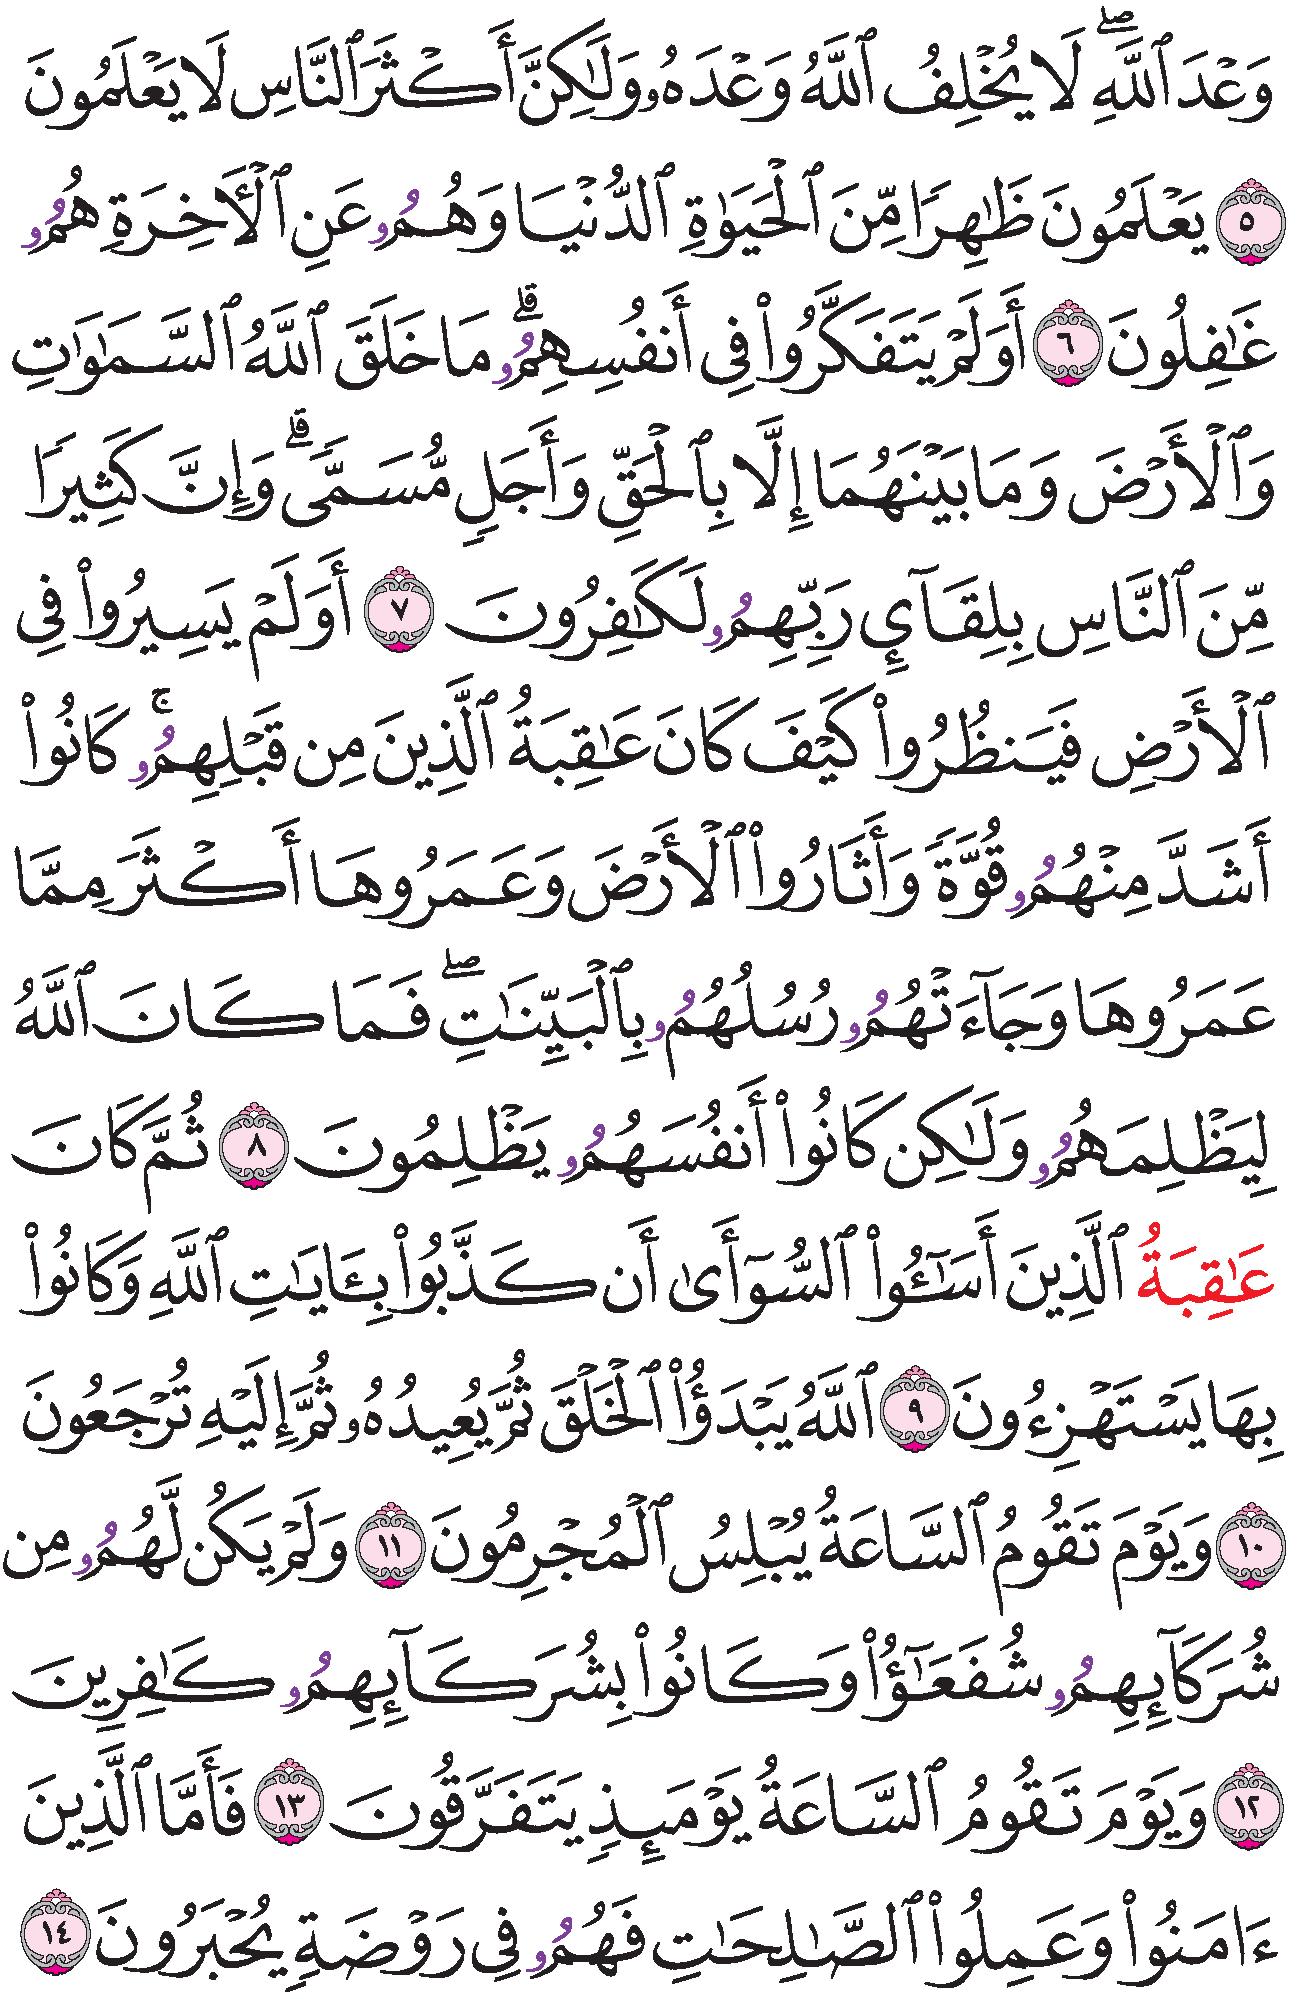 وَعْدَ ٱللَّهِۖ لَا يُخْلِفُ ٱللَّهُ وَعْدَهُۥ وَلَٰكِنَّ أَكْثَرَ ٱلنَّاسِ لَا يَعْلَمُونَ
٥ يَعْلَمُونَ ظَٰهِرًا مِّنَ ٱلْحَيَوٰةِ ٱلدُّنْيَا وَهُمُۥ عَنِ ٱلْأَخِرَةِ هُمُۥ
غَٰفِلُونَ ٦ أَوَلَمْ يَتَفَكَّرُواْ فِى أَنفُسِهِمُۥۗ مَا خَلَقَ ٱللَّهُ ٱلسَّمَٰوَٰتِ
وَٱلْأَرْضَ وَمَا بَيْنَهُمَا إِلَّا بِٱلْحَقِّ وَأَجَلٍ مُّسَمًّىۗ وَإِنَّ كَثِيرًا
مِّنَ ٱلنَّاسِ بِلِقَآيِٕ رَبِّهِمُۥ لَكَٰفِرُونَ ٧ أَوَلَمْ يَسِيرُواْ فِى
ٱلْأَرْضِ فَيَنظُرُواْ كَيْفَ كَانَ عَٰقِبَةُ ٱلَّذِينَ مِن قَبْلِهِمُۥۚ كَانُواْ
أَشَدَّ مِنْهُمُۥ قُوَّةً وَأَثَارُواْ ٱلْأَرْضَ وَعَمَرُوهَا أَكْثَرَ مِمَّا
عَمَرُوهَا وَجَآءَتْهُمُۥ رُسُلُهُمُۥ بِٱلْبَيِّنَٰتِۖ فَمَا كَانَ ٱللَّهُ
لِيَظْلِمَهُمُۥ وَلَٰكِن كَانُواْ أَنفُسَهُمُۥ يَظْلِمُونَ ٨ ثُمَّ كَانَ
عَٰقِبَةُ ٱلَّذِينَ أَسَٰٓـُٔواْ ٱلسُّوٓأَىٰ أَن كَذَّبُواْ بِـَٔايَٰتِ ٱللَّهِ وَكَانُواْ
بِهَا يَسْتَهْزِءُونَ ٩ ٱللَّهُ يَبْدَؤُاْ ٱلْخَلْقَ ثُمَّ يُعِيدُهُۥ ثُمَّ إِلَيْهِ تُرْجَعُونَ
١٠ وَيَوْمَ تَقُومُ ٱلسَّاعَةُ يُبْلِسُ ٱلْمُجْرِمُونَ ١١ وَلَمْ يَكُن لَّهُمُۥ مِن
شُرَكَآئِهِمُۥ شُفَعَٰٓؤُاْ وَكَانُواْ بِشُرَكَآئِهِمُۥ كَٰفِرِينَ
١٢ وَيَوْمَ تَقُومُ ٱلسَّاعَةُ يَوْمَئِذٍ يَتَفَرَّقُونَ ١٣ فَأَمَّا ٱلَّذِينَ
ءَامَنُواْ وَعَمِلُواْ ٱلصَّٰلِحَٰتِ فَهُمُۥ فِى رَوْضَةٍ يُحْبَرُونَ ١٤